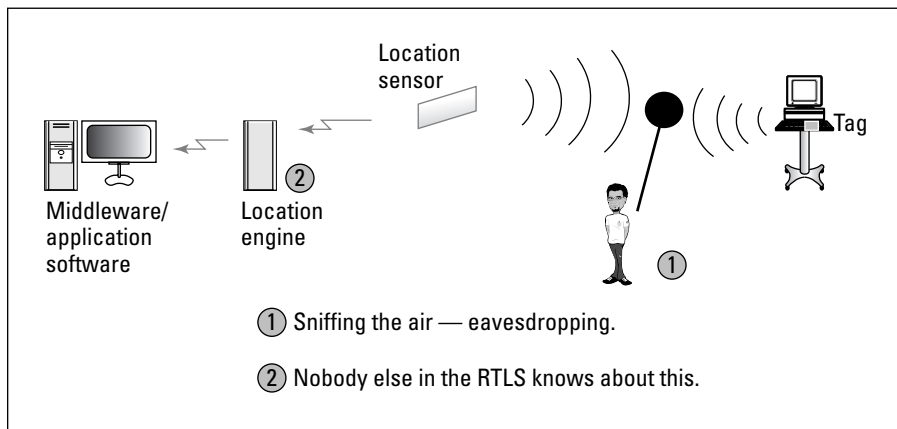 Location
sensor
Tag
2
Middleware/
application
software
Location
engine
1
1 Sniffing the air — eavesdropping.
2 Nobody else in the RTLS knows about this.